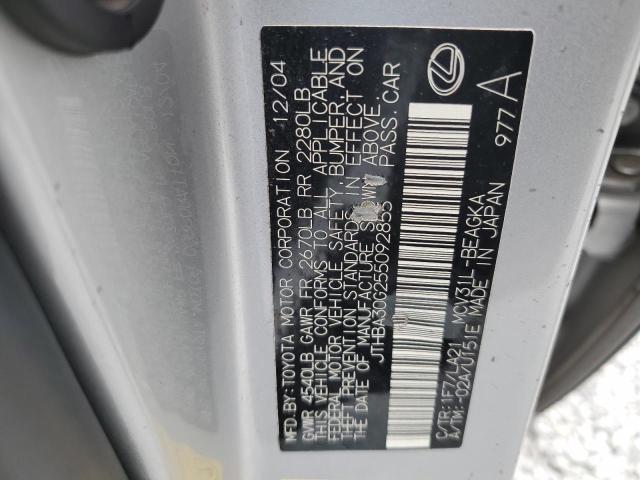 MFD.BY: TOYOTA MOTOR CORPORATION 12/04
GVWR 4540LB GAWR FR 2670LB RR 2280LB
THIS VEHICLE CONFORMS TO ALL APPLICABLE
FEDERAL MOTOR VEHICLE SAFETY, BUMPER, AND
THEFT PREVENTION STANDARDS IN EFFECT ON
THE DATE OF MANUFACTURE SHOWN ABOVE.
JTHBA30G255092855 PASS. CAR
C/TR: 1F7/LA21 MCV31L-BEAGKA
A/TM: -02A/U151E MADE IN JAPAN 977 A